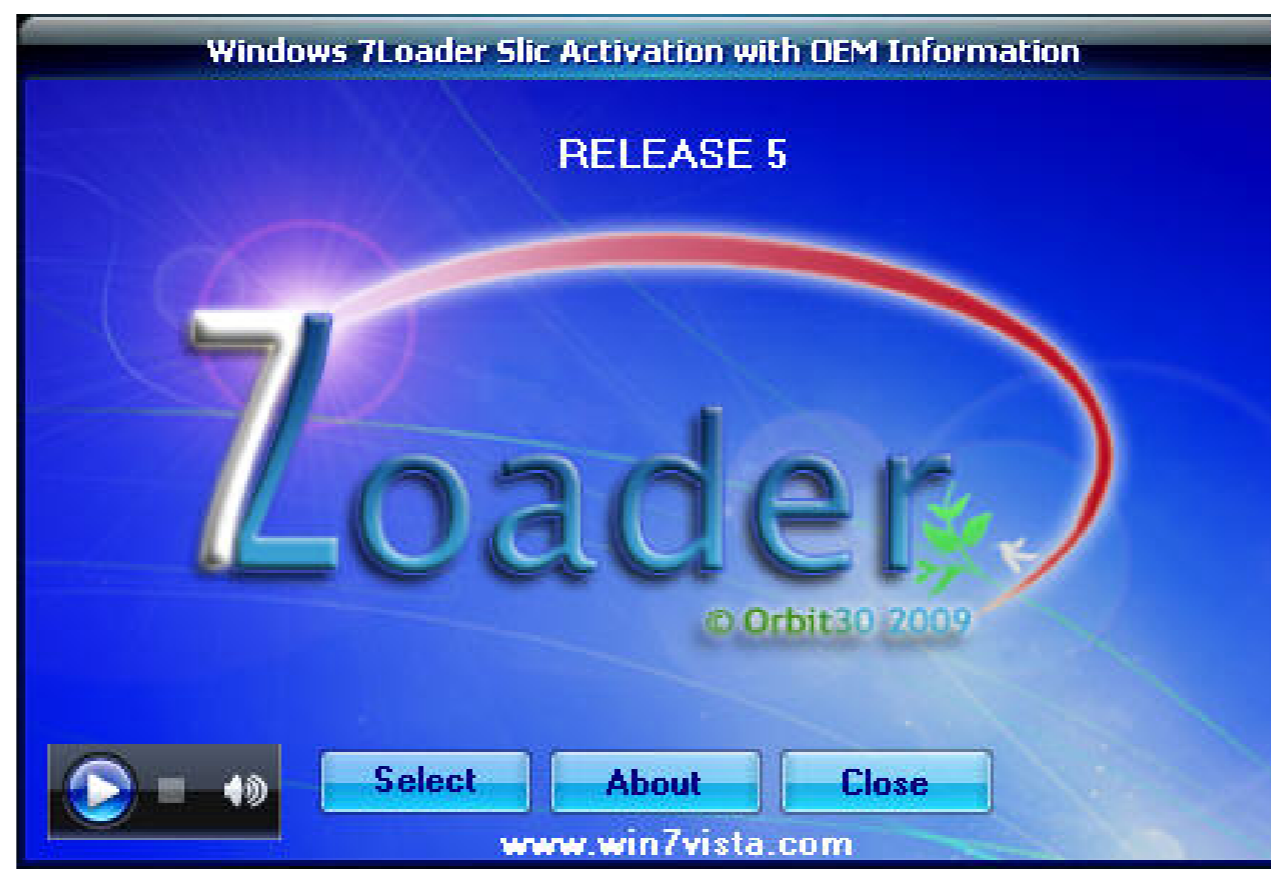 Windows 7Loader Slic Activation with OEM Information
RELEASE 5
7Loader
© Orbit30 2009
Select
About
Close
www.win7vista.com